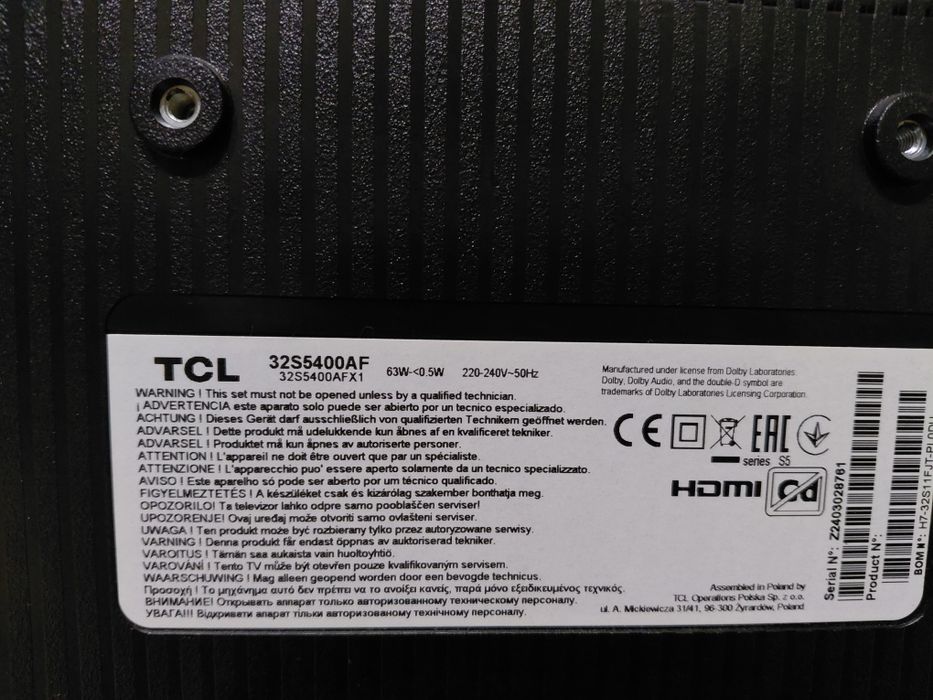 TCL
32S5400AF
32S5400AFX1
63W-<0.5W
220-240V~50Hz
WARNING ! This set must not be opened unless by a qualified technician.
¡ ADVERTENCIA este aparato solo puede ser abierto por un tecnico especializado.
ACHTUNG ! Dieses Gerät darf ausschließlich von qualifizierten Technikern geöffnet werden.
ADVARSEL ! Dette produkt må udelukkende kun åbnes af en kvalificeret tekniker.
ADVARSEL ! Produktet må kun åpnes av autoriserte personer.
ATTENTION ! L'appareil ne doit être ouvert que par un spécialiste.
ATTENZIONE ! L'apparecchio puo' essere aperto solamente da un tecnico specializzato.
AVISO ! Este aparelho só pode ser aberto por um técnico qualificado.
FIGYELMEZTETÉS ! A készüléket csak és kizárólag szakember bonthatja meg.
OPOZORILO! Ta televizor lahko odpre samo pooblaščen serviser!
UPOZORENJE! Ovaj uređaj može otvoriti samo ovlašteni serviser.
UWAGA ! Ten produkt może być rozbierany tylko przez autoryzowane serwisy.
VARNING ! Denna produkt får endast öppnas av auktoriserad tekniker.
VAROITUS ! Tämän saa aukaista vain huoltoyhtiö.
VAROVÁNÍ ! Tento TV může být otevřen pouze kvalifikovaným servisem.
WAARSCHUWING ! Mag alleen geopend worden door een bevogde technicus.
Προσοχή ! Το μηχάνημα αυτό δεν πρέπει να το ανοίξει κανείς, παρά μόνο εξειδικευμένος τεχνικός.
ВНИМАНИЕ! Открывать аппарат только авторизованному техническому персоналу.
УВАГА!!! Відкривати апарат тільки авторизованому технічному персоналу.
Manufactured under license from Dolby Laboratories.
Dolby, Dolby Audio, and the double-D symbol are
trademarks of Dolby Laboratories Licensing Corporation.
CE
EAC
series S5
HDMI
Cd
Assembled in Poland by
TCL Operations Polska Sp. z o.o.
ul. A. Mickiewicza 31/41, 96-300 Żyrardów, Poland
Serial N°: Z2403028761
Product N°:
BOM N°: H7-32S11FJT-PL0DU